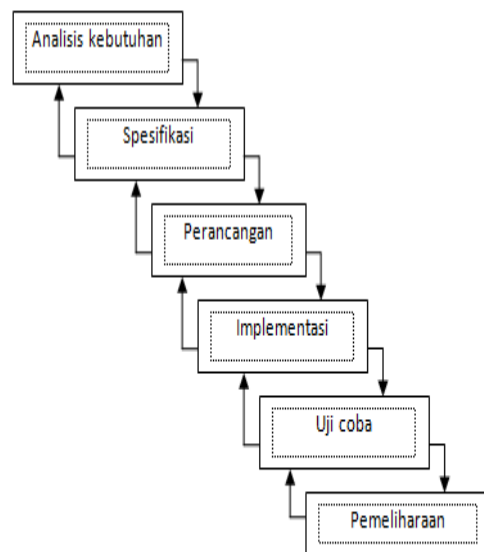 Analisis kebutuhan
Spesifikasi
Perancangan
Implementasi
Uji coba
Pemeliharaan